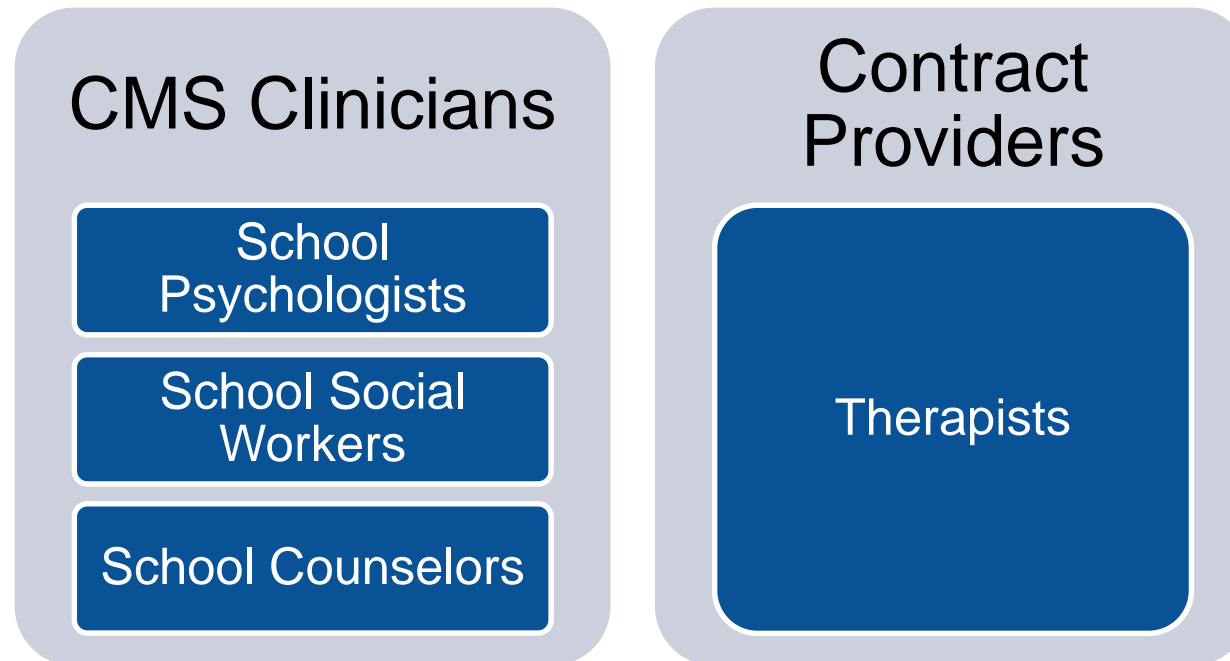 CMS Clinicians
School
Psychologists
School Social
Workers
School Counselors
Contract
Providers
Therapists